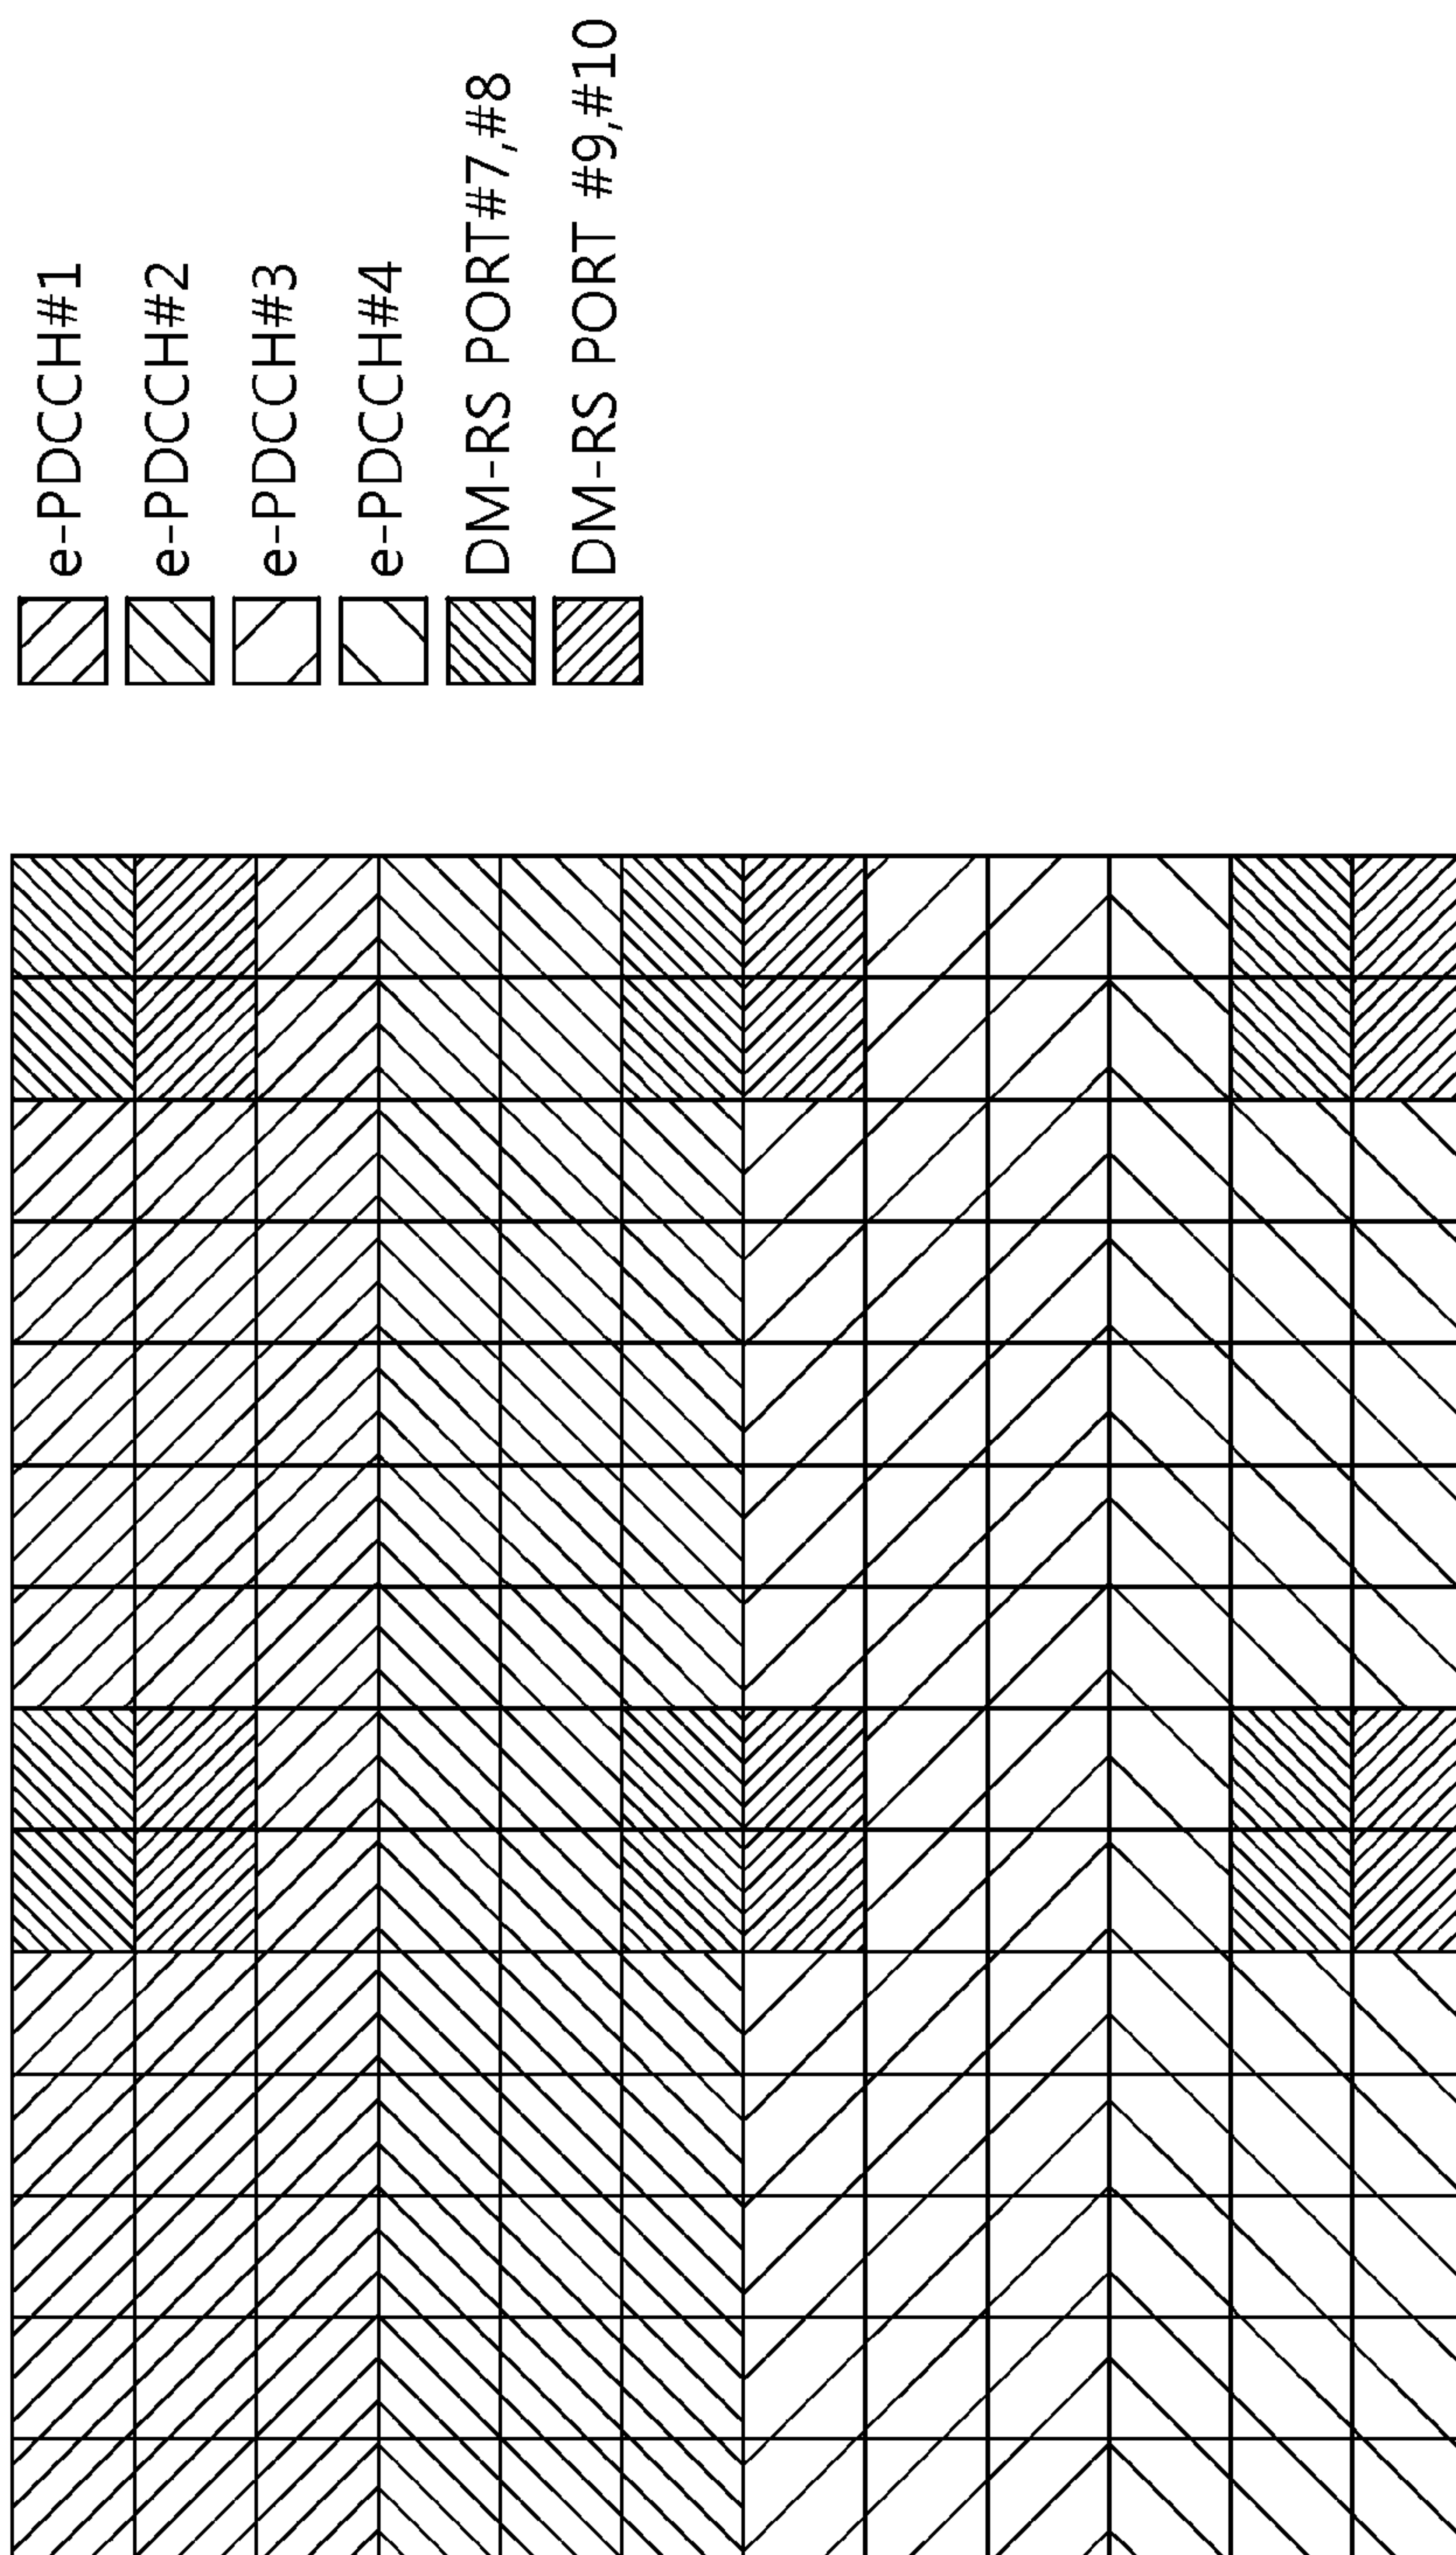 e-PDCCH#1
e-PDCCH#2
e-PDCCH#3
e-PDCCH#4
DM-RS PORT#7,#8
DM-RS PORT #9,#10